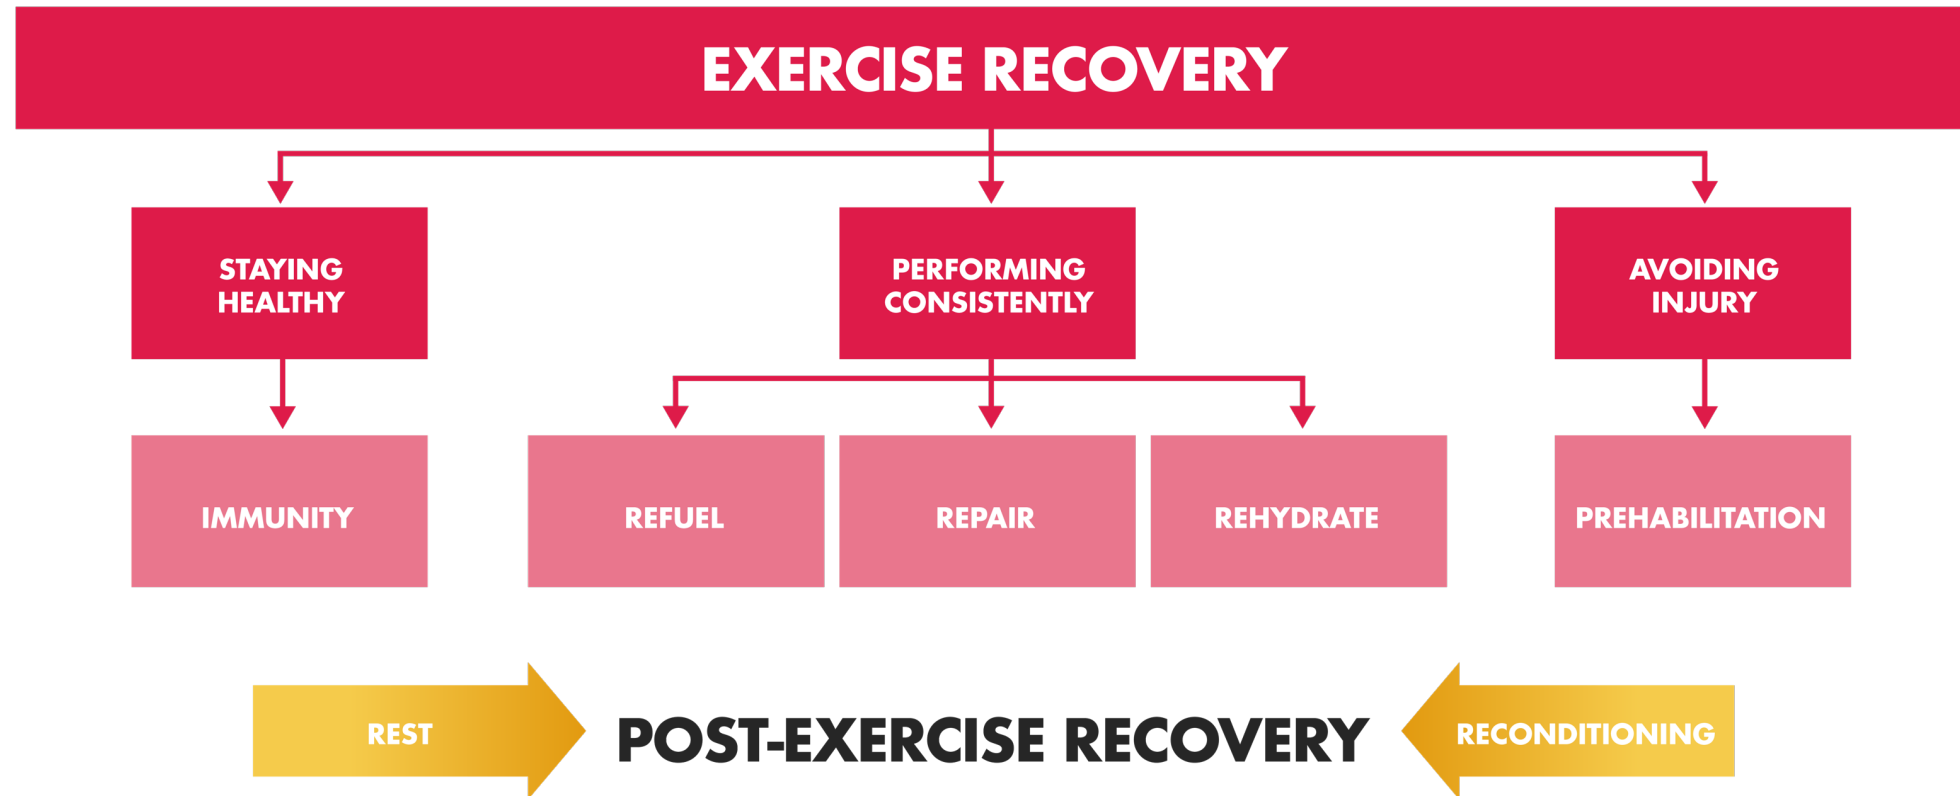 EXERCISE RECOVERY
STAYING
HEALTHY
PERFORMING
CONSISTENTLY
AVOIDING
INJURY
IMMUNITY
REFUEL
REPAIR
REHYDRATE
PREHABILITATION
REST
POST-EXERCISE RECOVERY
RECONDITIONING